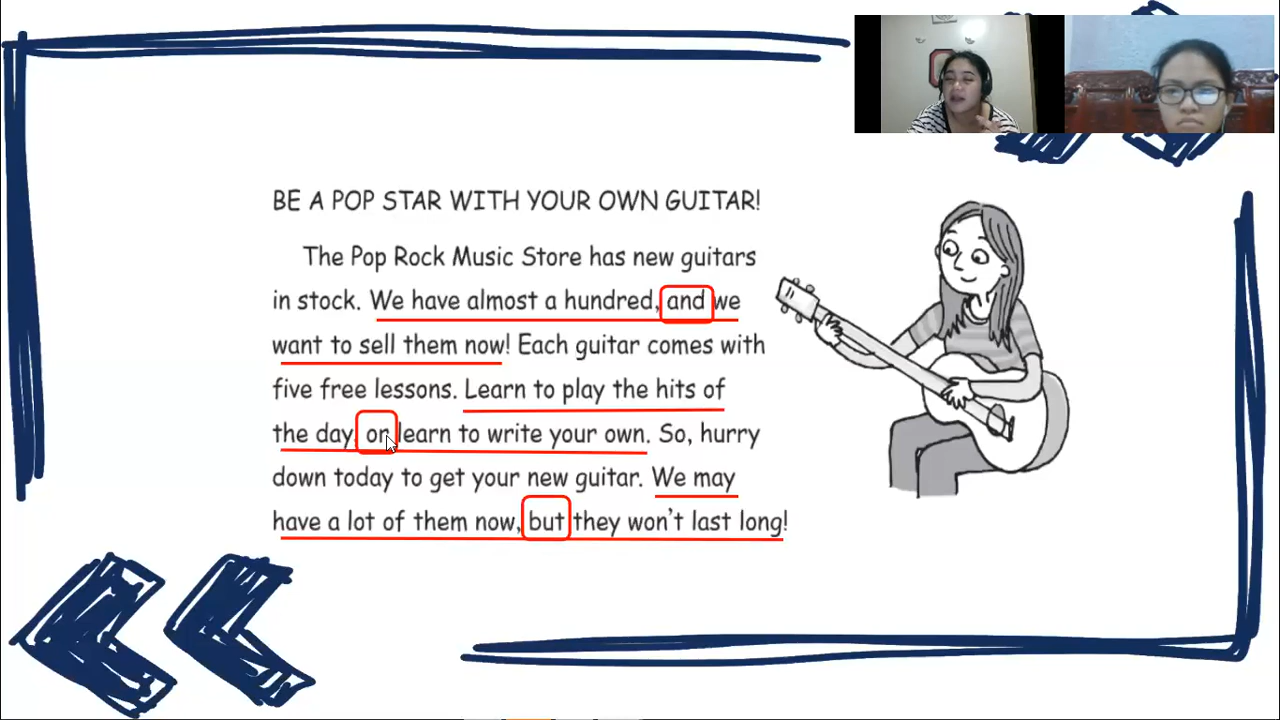 BE A POP STAR WITH YOUR OWN GUITAR!
The Pop Rock Music Store has new guitars
in stock. We have almost a hundred, and we
want to sell them now! Each guitar comes with
five free lessons. Learn to play the hits of
the day, or learn to write your own. So, hurry
down today to get your new guitar. We may
have a lot of them now, but they won't last long!